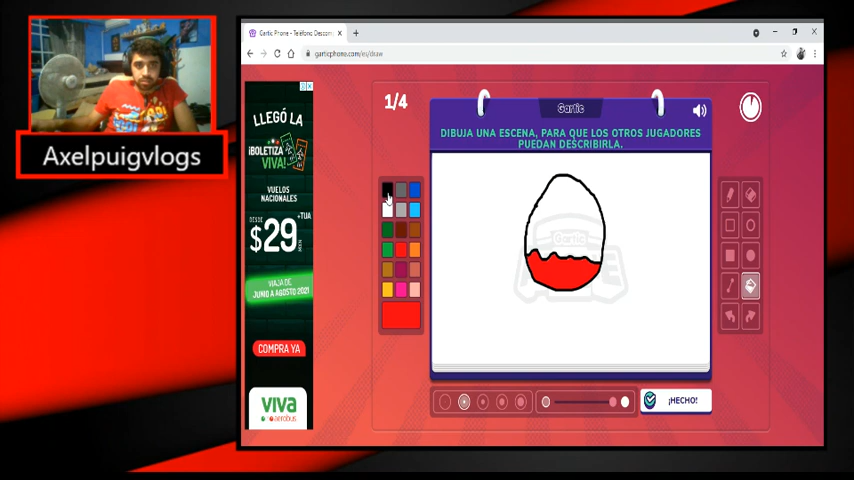 Gartic Phone - Teléfono Descom
garticphone.com/es/draw
Axelpuigvlogs
LLEGÓ LA
¡BOLETIZA
VIVA!
VUELOS
NACIONALES
DESDE
$29
+TUA
VIAJA DE
JUNIO A AGOSTO 2021
COMPRA YA
VIVA
aerobus
1/4
Gartic
DIBUJA UNA ESCENA, PARA QUE LOS OTROS JUGADORES
PUEDAN DESCRIBIRLA.
Gartic
¡HECHO!